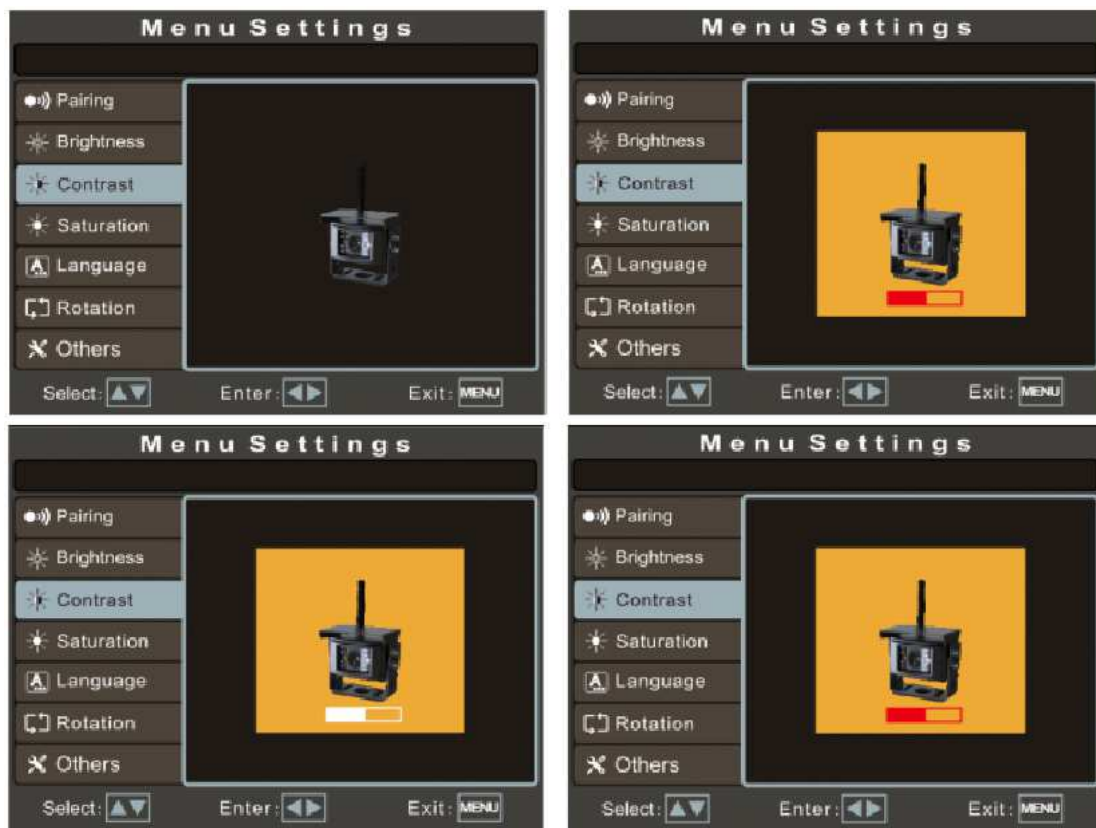 Menu Settings
Pairing
Brightness
Contrast
Saturation
Language
Rotation
Others
Select: Enter: Exit: MENU
Menu Settings
Pairing
Brightness
Contrast
Saturation
Language
Rotation
Others
Select: Enter: Exit: MENU
Menu Settings
Pairing
Brightness
Contrast
Saturation
Language
Rotation
Others
Select: Enter: Exit: MENU
Menu Settings
Pairing
Brightness
Contrast
Saturation
Language
Rotation
Others
Select: Enter: Exit: MENU